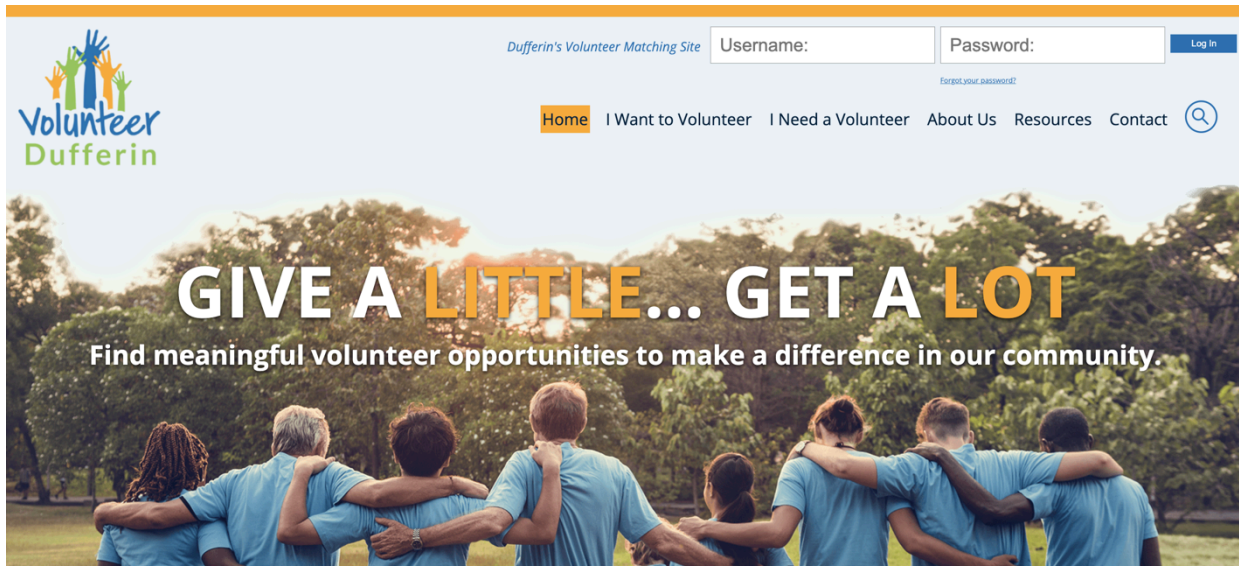 Volunteer
Dufferin
Dufferin's Volunteer Matching Site
Username:
Password:
Log In
Forgot your password?
Home
I Want to Volunteer
I Need a Volunteer
About Us
Resources
Contact
GIVE A LITTLE... GET A LOT
Find meaningful volunteer opportunities to make a difference in our community.